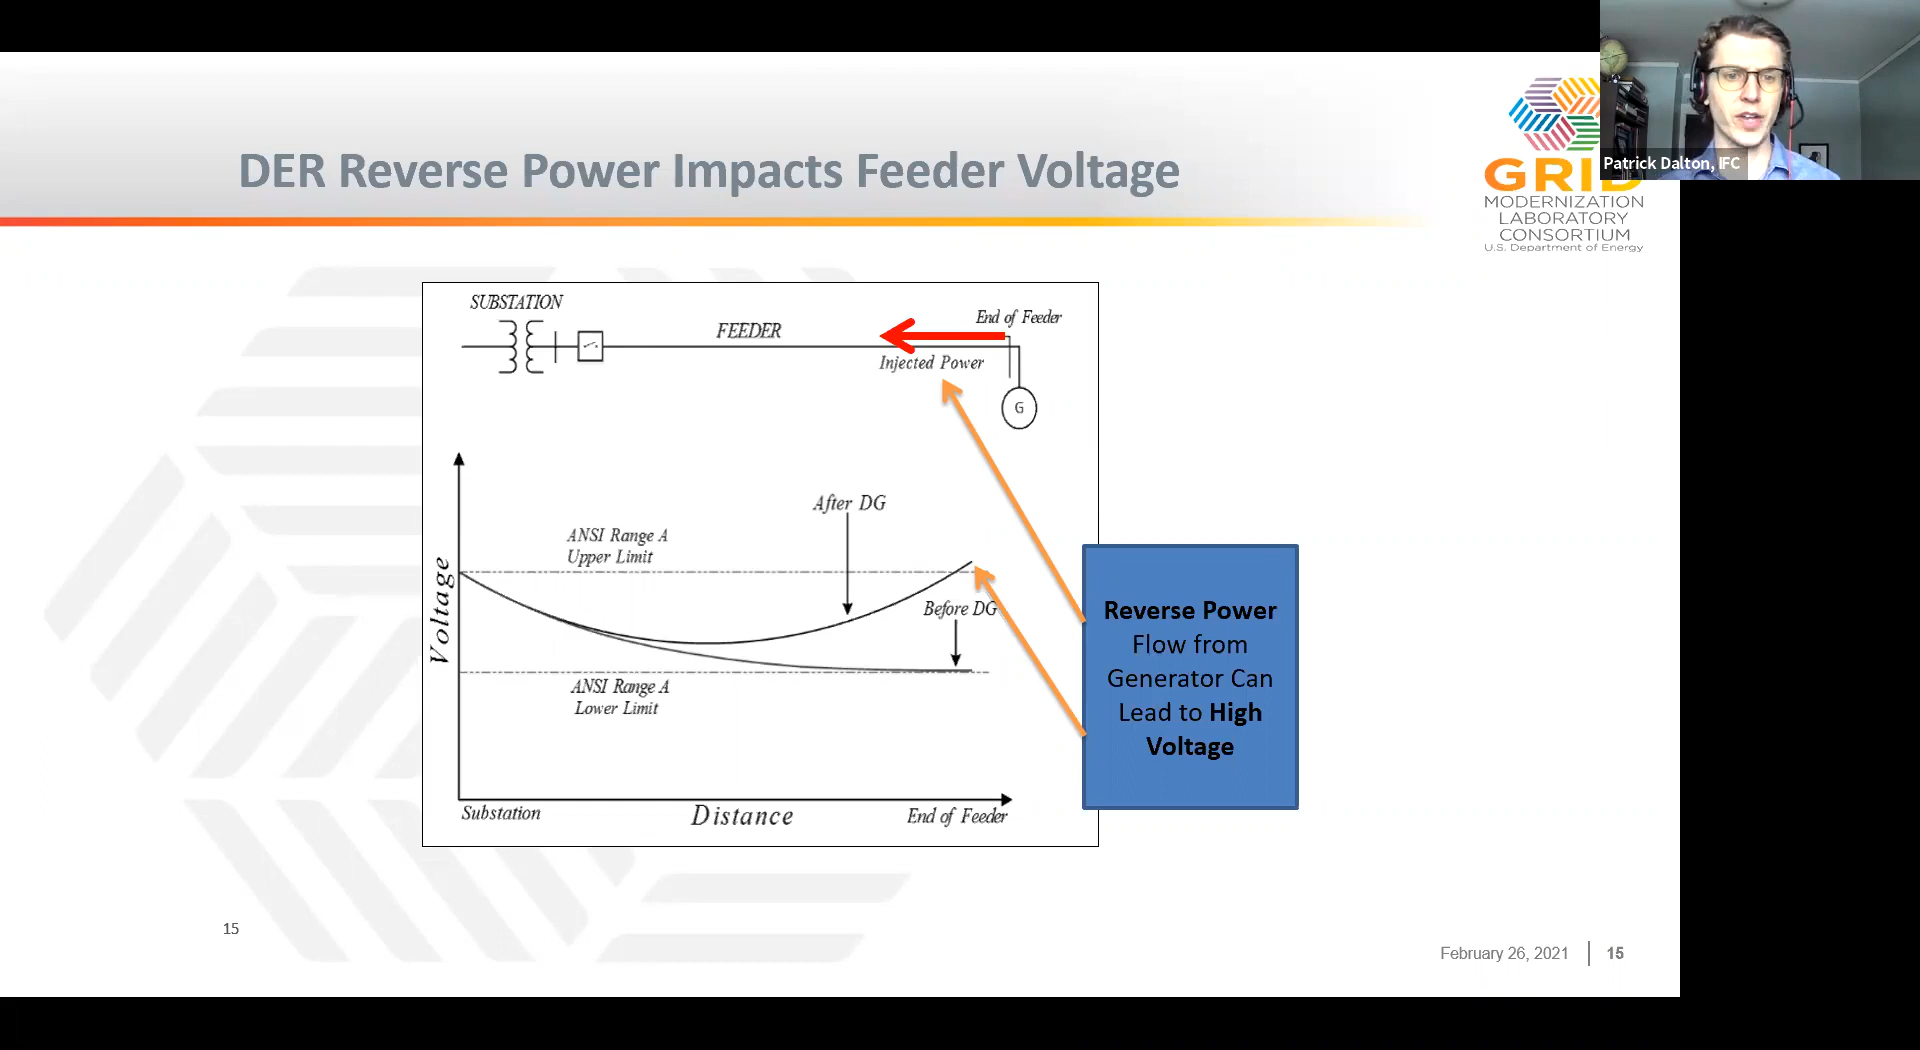 DER Reverse Power Impacts Feeder Voltage
Patrick Dalton, IFC
GRID
MODERNIZATION
LABORATORY
CONSORTIUM
U.S. Department of Energy
SUBSTATION
FEEDER
End of Feeder
Injected Power
G
After DG
ANSI Range A
Upper Limit
Before DG
Voltage
ANSI Range A
Lower Limit
Substation
Distance
End of Feeder
Reverse Power
Flow from
Generator Can
Lead to High
Voltage
15
February 26, 2021
15